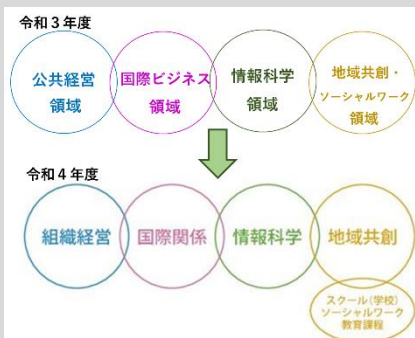 令和３年度
公共経営
領域
国際ビジネス
領域
情報科学
領域
地域共創・
ソーシャルワーク
領域
令和４年度
組織経営
国際関係
情報科学
地域共創
スクール(学校)
ソーシャルワーク
教育課程